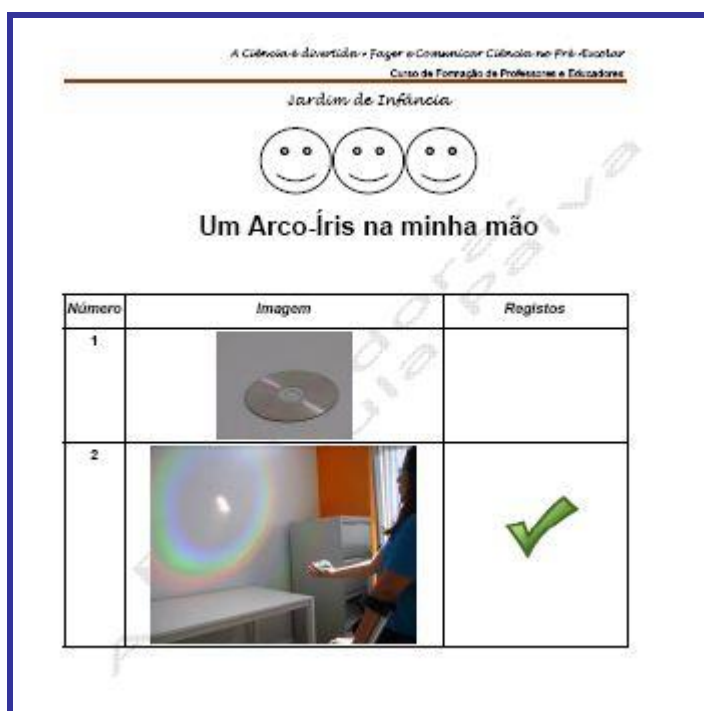 A Ciência é divertida - Fazer e Comunicar Ciência no Pré-Escolar
Curso de Formação de Professores e Educadores
Jardim de Infância
Um Arco-Íris na minha mão
Número Imagem Registos
1
2